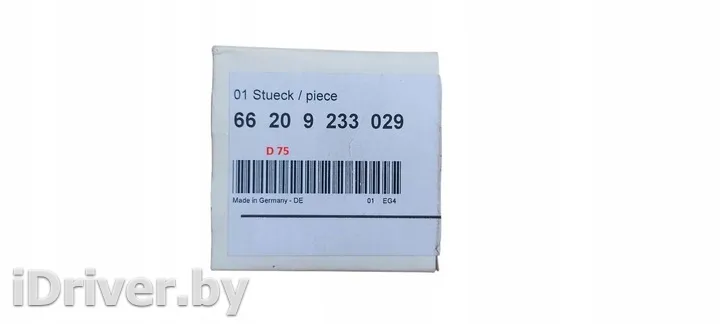 01 Stueck / piece
66 20 9 233 029
D 75
Made in Germany - DE 01 EG4
iDriver.by